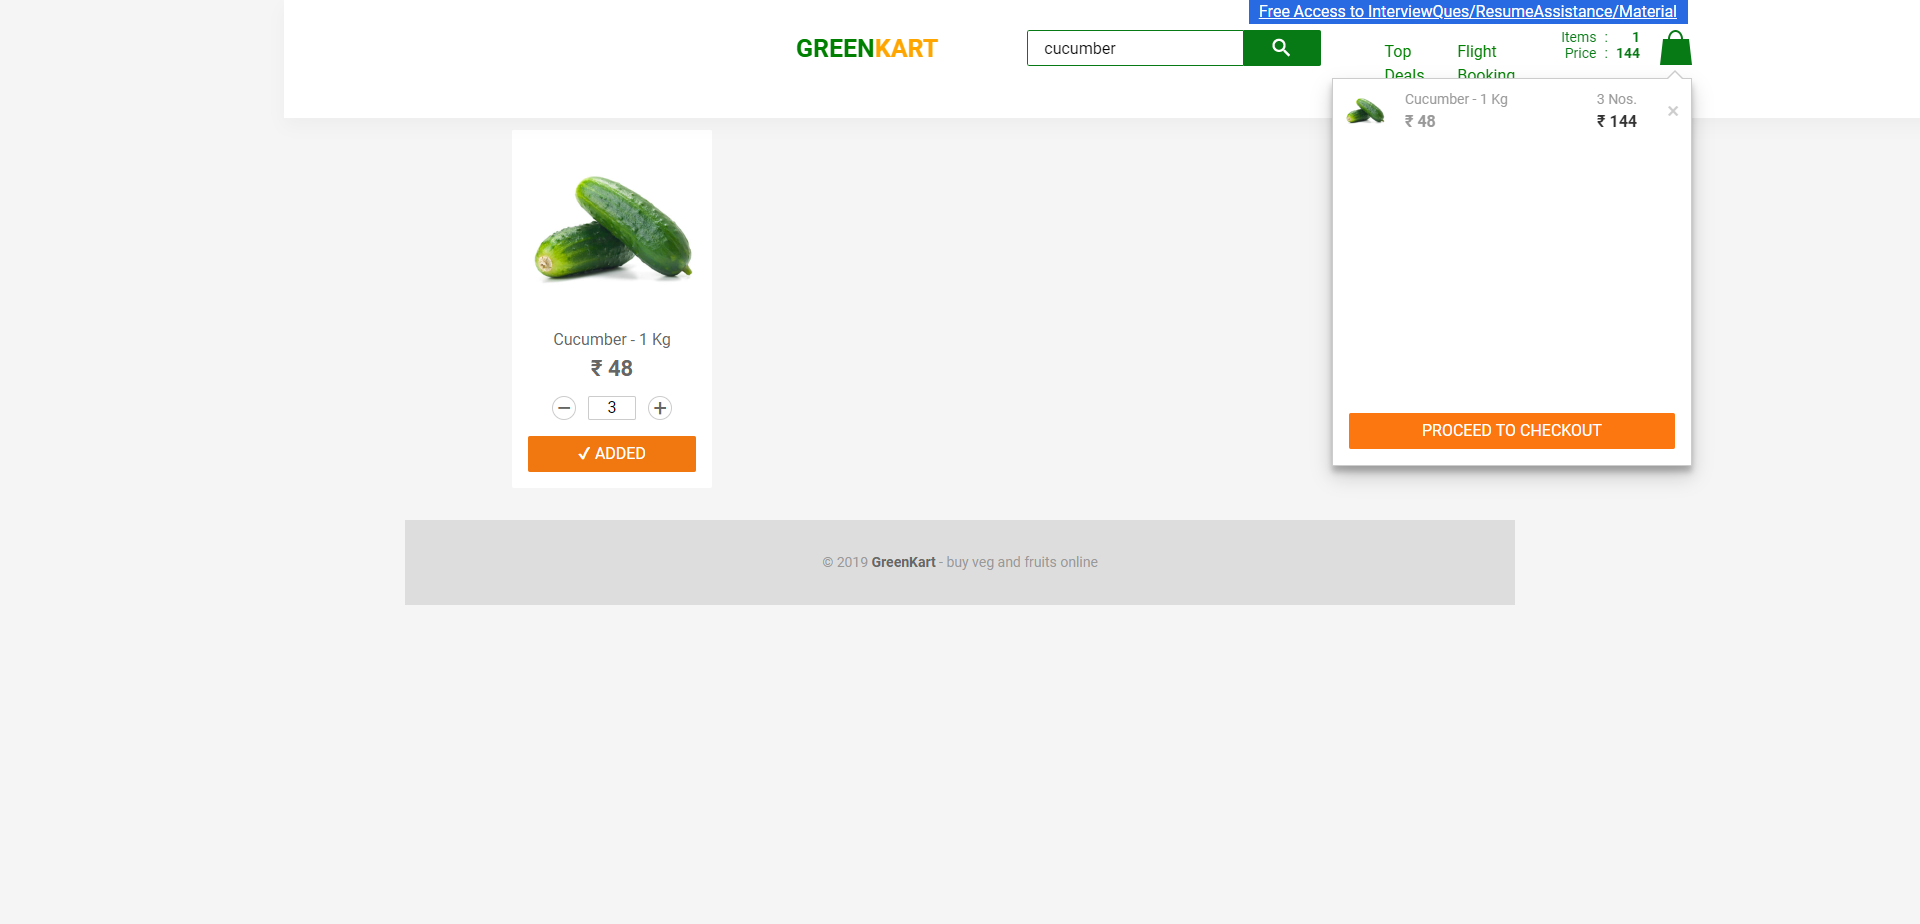 Free Access to InterviewQues/ResumeAssistance/Material
GREENKART
cucumber
Top Deals
Flight Booking
Items : 1
Price : 144
Cucumber - 1 Kg
₹ 48
3 Nos.
₹ 144
×
PROCEED TO CHECKOUT
Cucumber - 1 Kg
₹ 48
3
✓ ADDED
© 2019 GreenKart - buy veg and fruits online